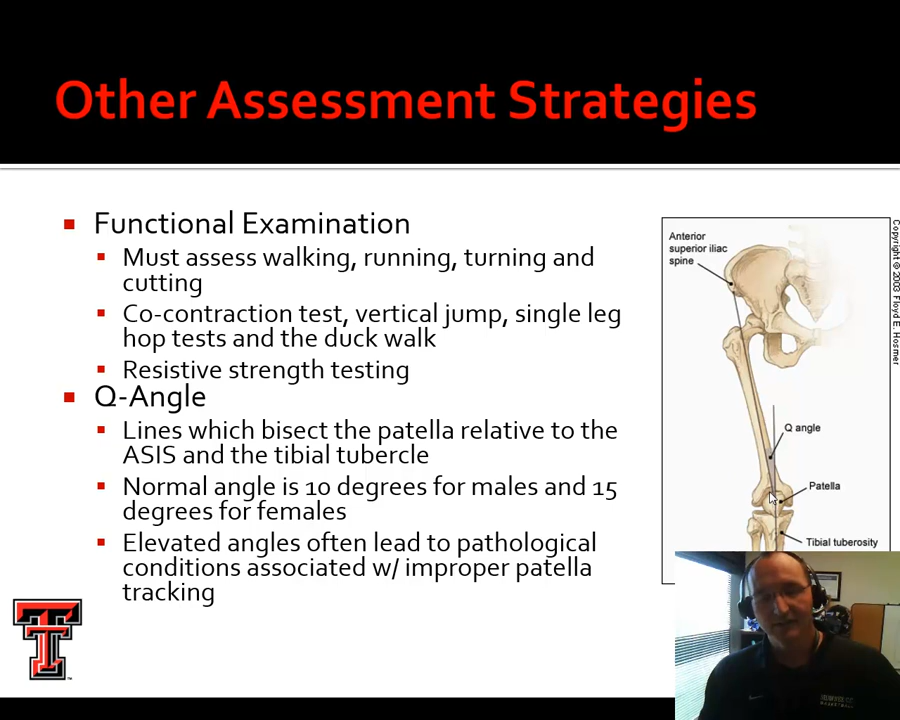 Other Assessment Strategies
Functional Examination
Must assess walking, running, turning and
cutting
Co-contraction test, vertical jump, single leg
hop tests and the duck walk
Resistive strength testing
Q-Angle
Lines which bisect the patella relative to the
ASIS and the tibial tubercle
Normal angle is 10 degrees for males and 15
degrees for females
Elevated angles often lead to pathological
conditions associated w/ improper patella
tracking
Anterior
superior iliac
spine
Q angle
Patella
Tibial tuberosity
Copyright © 2003 Floyd E. Hosmer